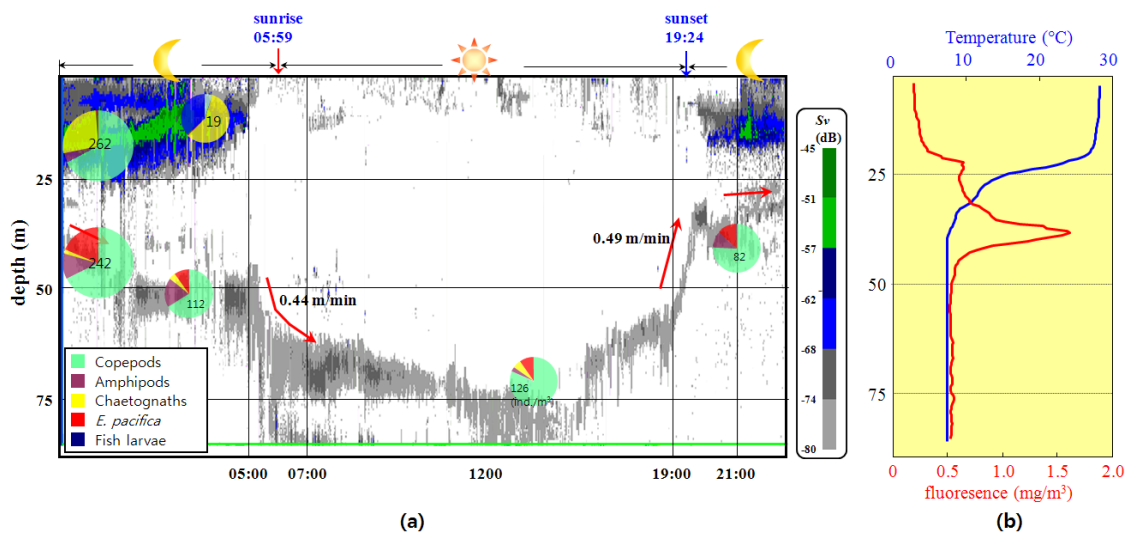 sunrise
05:59
sunset
19:24
262
19
242
112
0.44 m/min
0.49 m/min
82
126
(ind./m³)
depth (m)
25
50
75
Copepods
Amphipods
Chaetognaths
E. pacifica
Fish larvae
05:00
07:00
1200
19:00
21:00
Sv
(dB)
-45
-51
-57
-62
-68
-74
-80
(a)
Temperature (°C)
0
10
20
30
25
50
75
0
0.5
1.0
1.5
2.0
fluoresence (mg/m³)
(b)